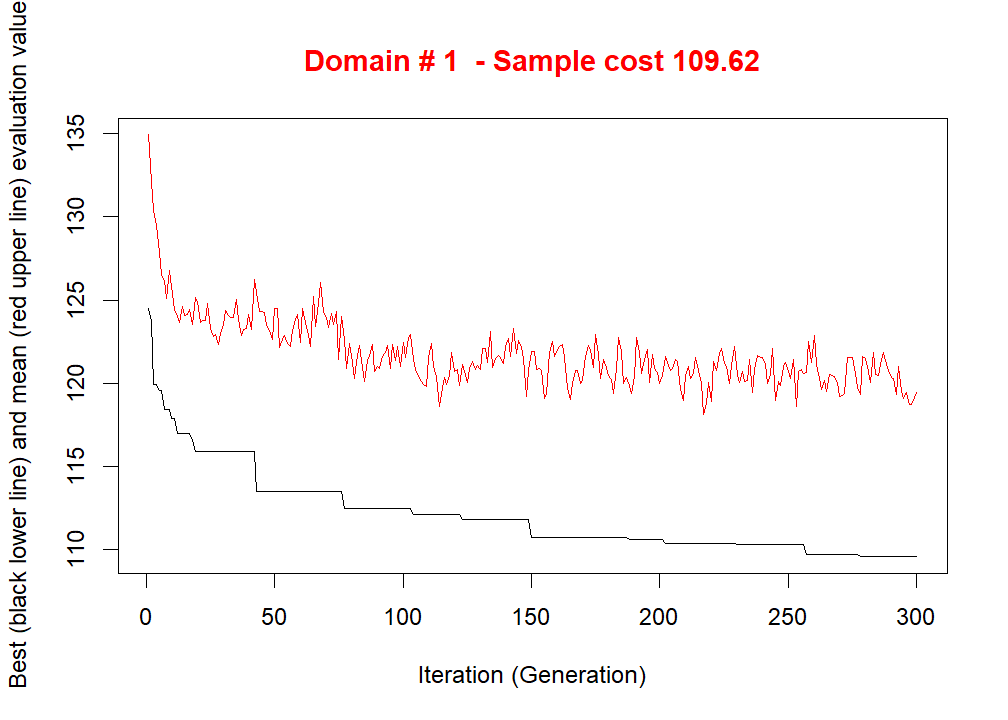 Domain # 1  - Sample cost 109.62
Best (black lower line) and mean (red upper line) evaluation value
135
130
125
120
115
110
0 50 100 150 200 250 300
Iteration (Generation)